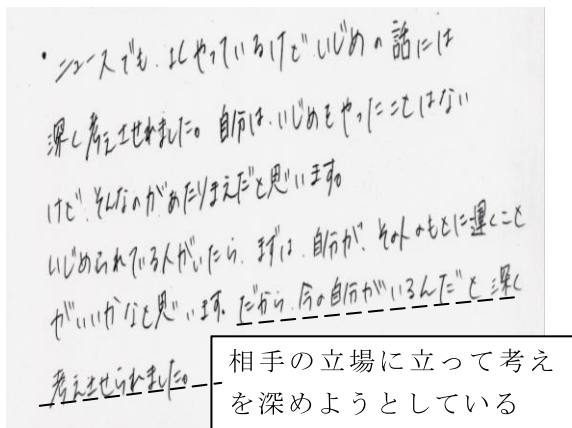 ・ニュースでも、よくやっているけど、いじめの話には
深く考えさせれました。自分は、いじめをやったことはない
けど、そんなのがあたりまえだと思います。
いじめられている人がいたら、まずは、自分が、その人のもとに運くこと
がいいかなと思います。だから、今の自分がいるんだと深く
考えさせられました。
相手の立場に立って考え
を深めようとしている